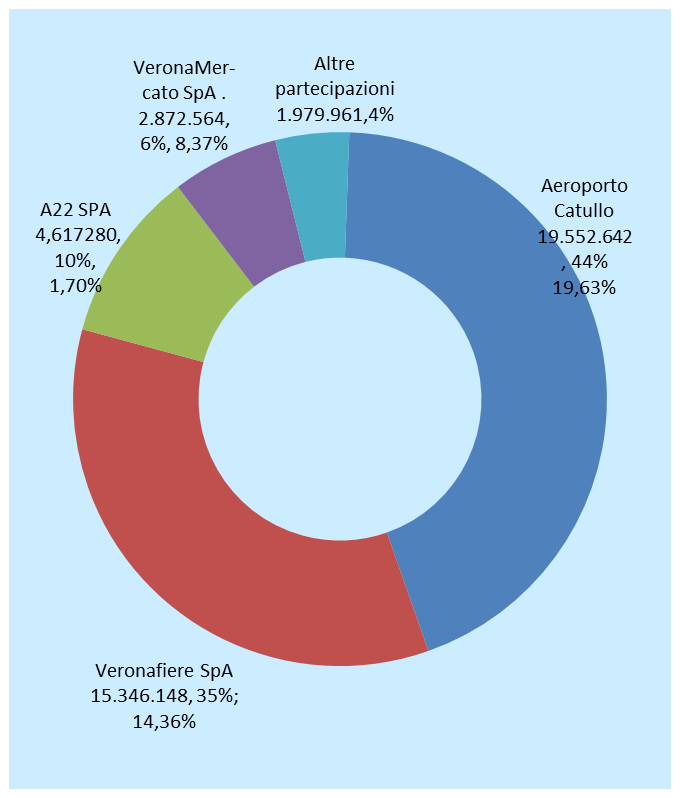 Altre
partecipazioni
1.979.961,4%
VeronaMer-
cato SpA .
2.872.564,
6%, 8,37%
Aeroporto
Catullo
19.552.642
, 44%
19,63%
A22 SPA
4,617280,
10%,
1,70%
Veronafiere SpA
15.346.148, 35%;
14,36%